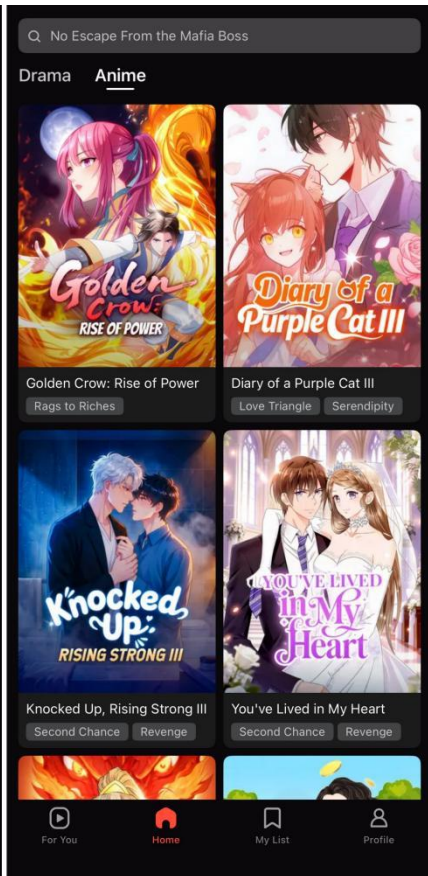 No Escape From the Mafia Boss
Drama Anime
Golden
Crow:
RISE OF POWER
Diary of a
Purple Cat III
Golden Crow: Rise of Power
Rags to Riches
Diary of a Purple Cat III
Love Triangle Serendipity
Knocked
Up,
RISING STRONG III
YOU'VE LIVED
in My
Heart
Knocked Up, Rising Strong III
Second Chance Revenge
You've Lived in My Heart
Second Chance Revenge
For You Home My List Profile